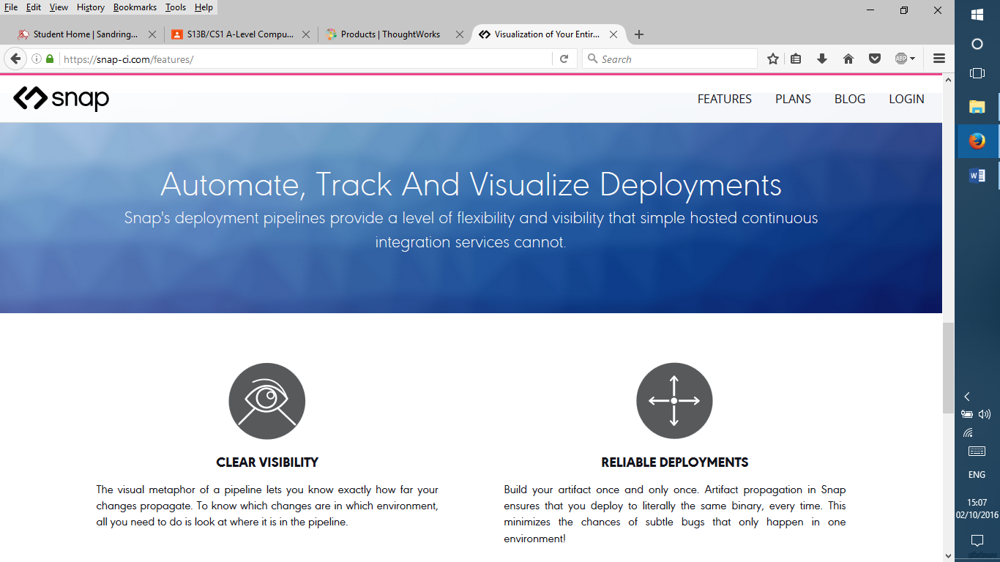 File Edit View History Bookmarks Tools Help
Student Home | Sandring...
S13B/CS1 A-Level Compu...
Products | ThoughtWorks
Visualization of Your Entir...
https://snap-ci.com/features/
Search
ABP
snap
FEATURES PLANS BLOG LOGIN
Automate, Track And Visualize Deployments
Snap's deployment pipelines provide a level of flexibility and visibility that simple hosted continuous
integration services cannot.
CLEAR VISIBILITY
The visual metaphor of a pipeline lets you know exactly how far your
changes propagate. To know which changes are in which environment,
all you need to do is look at where it is in the pipeline.
RELIABLE DEPLOYMENTS
Build your artifact once and only once. Artifact propagation in Snap
ensures that you deploy to literally the same binary, every time. This
minimizes the chances of subtle bugs that only happen in one
environment!
W
ENG
15:07
02/10/2016